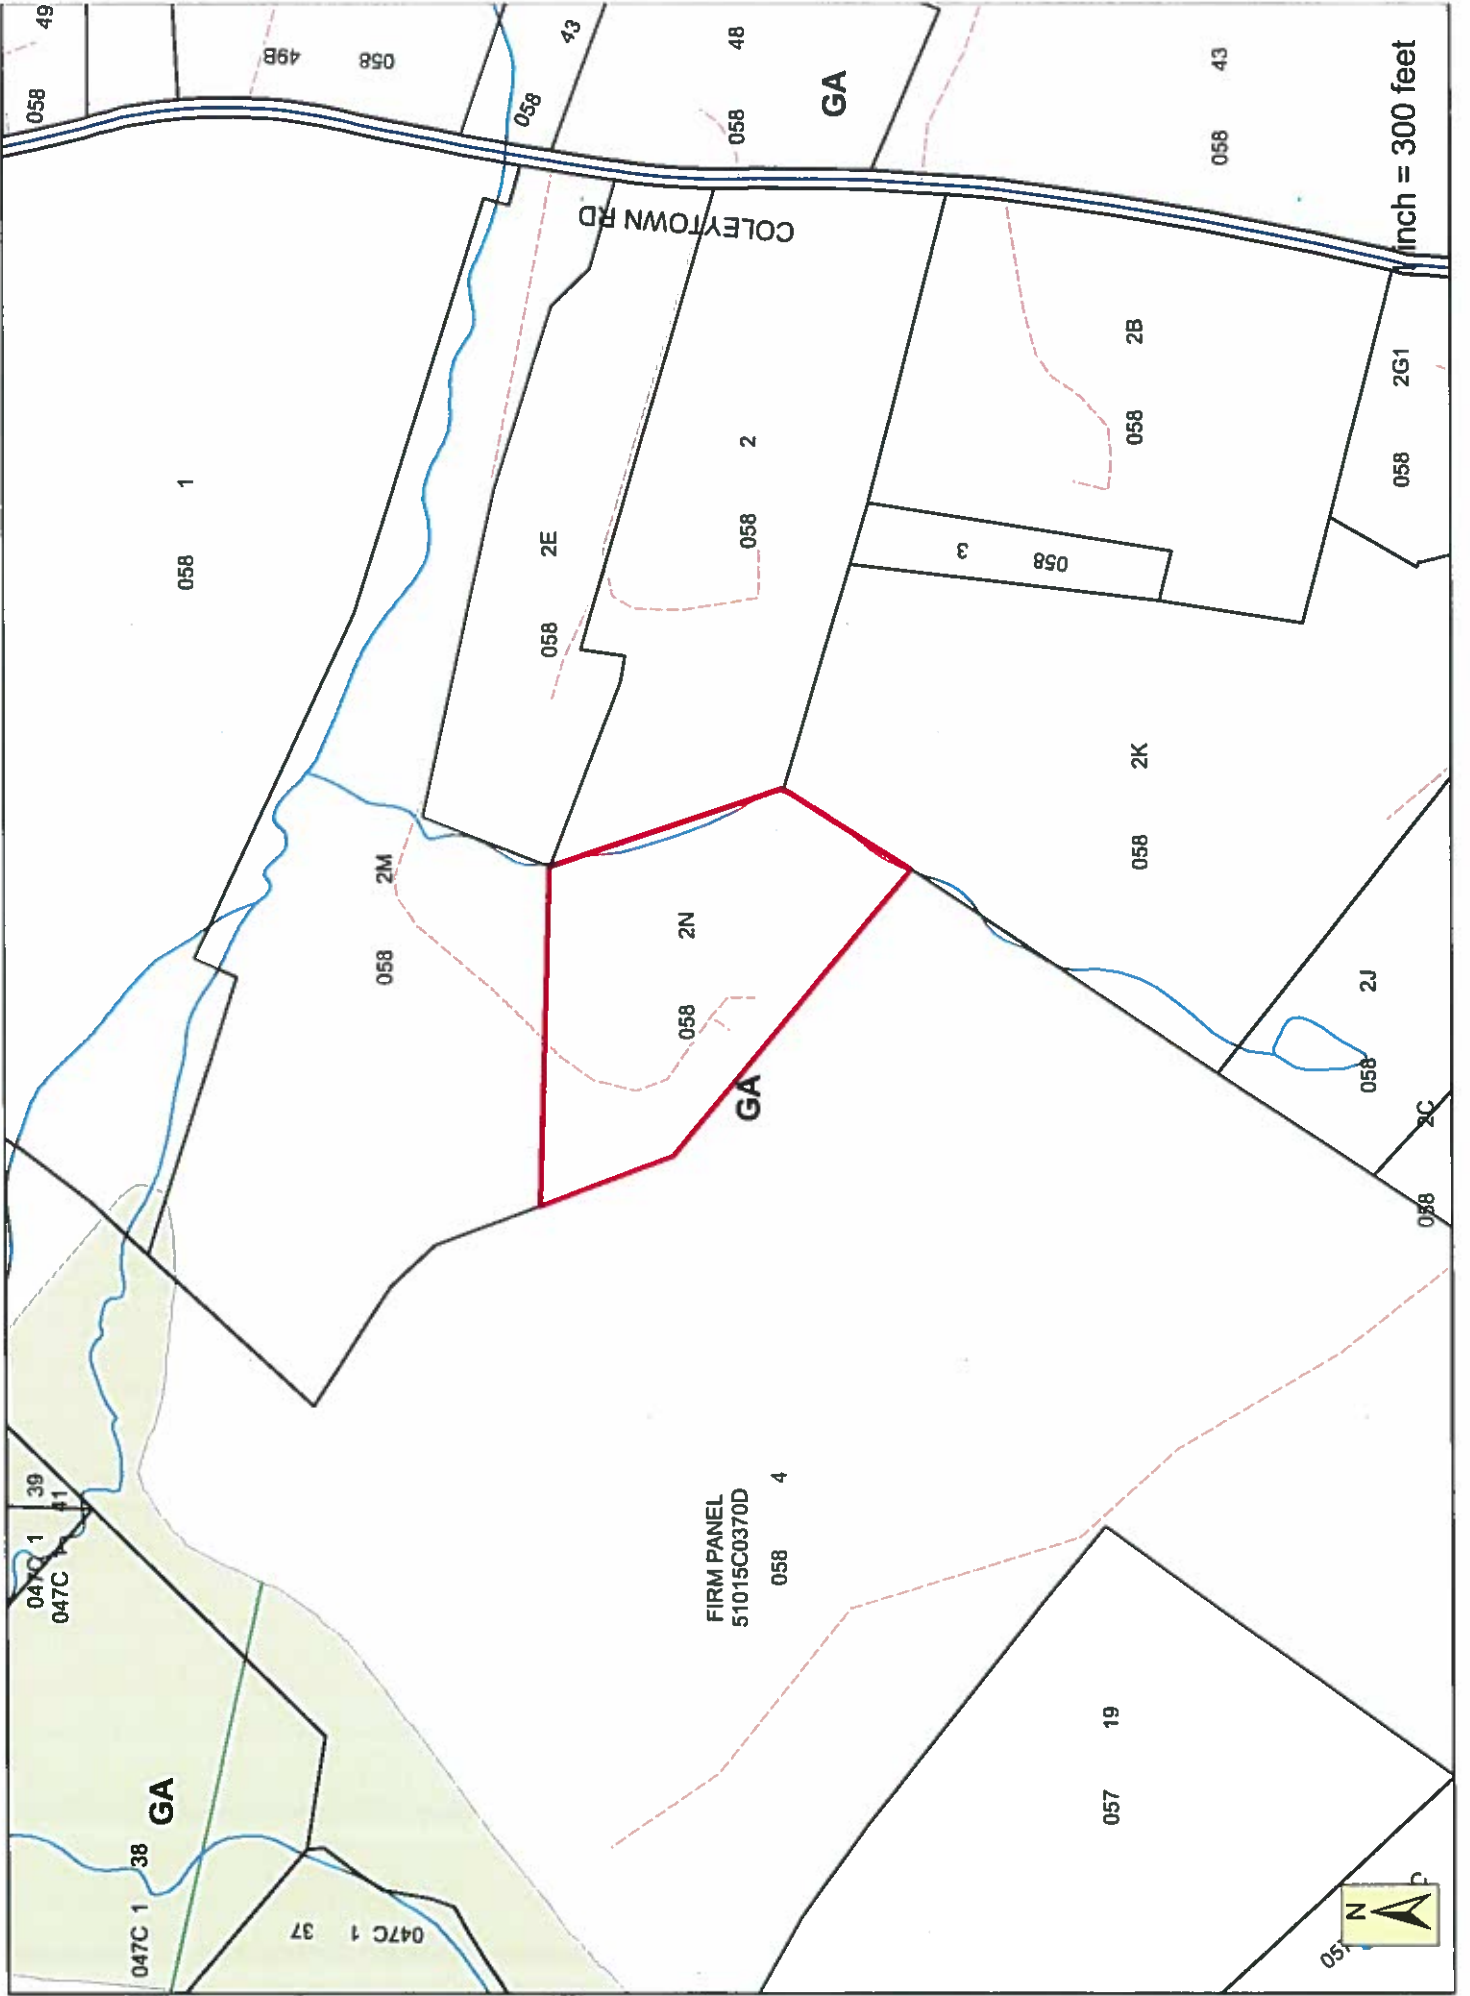 058 49
058 49B
058 43
058 48
GA
058 43
COLEYTOWN RD
inch = 300 feet
058 1
058 2E
058 2
058 2B
058 2G1
058 3
058 2M
058 2N
GA
058 2K
058 2J
058 2C
047C 1 39
047C 41
FIRM PANEL
51015C0370D
058 4
057 19
047C 1 38
GA
047C 1 37
N